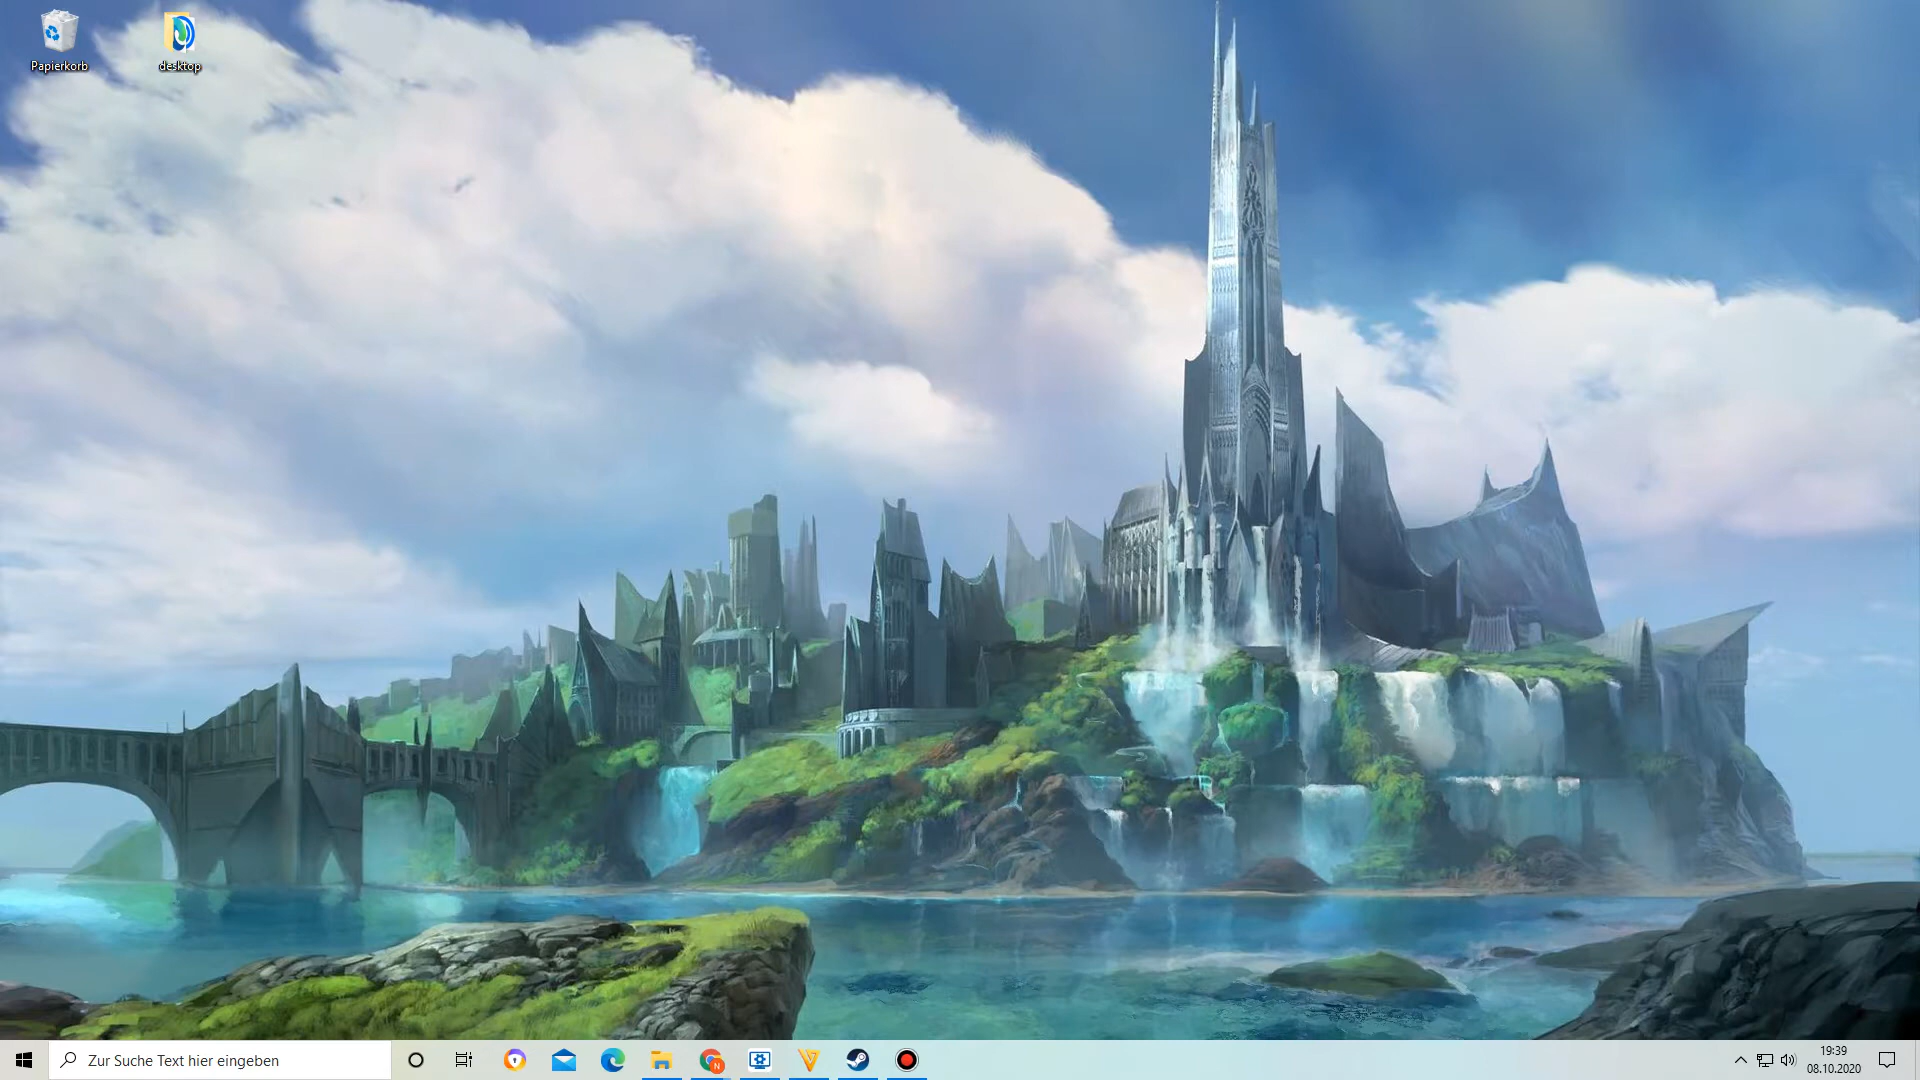 Papierkorb
desktop
Zur Suche Text hier eingeben
N
19:39
08.10.2020